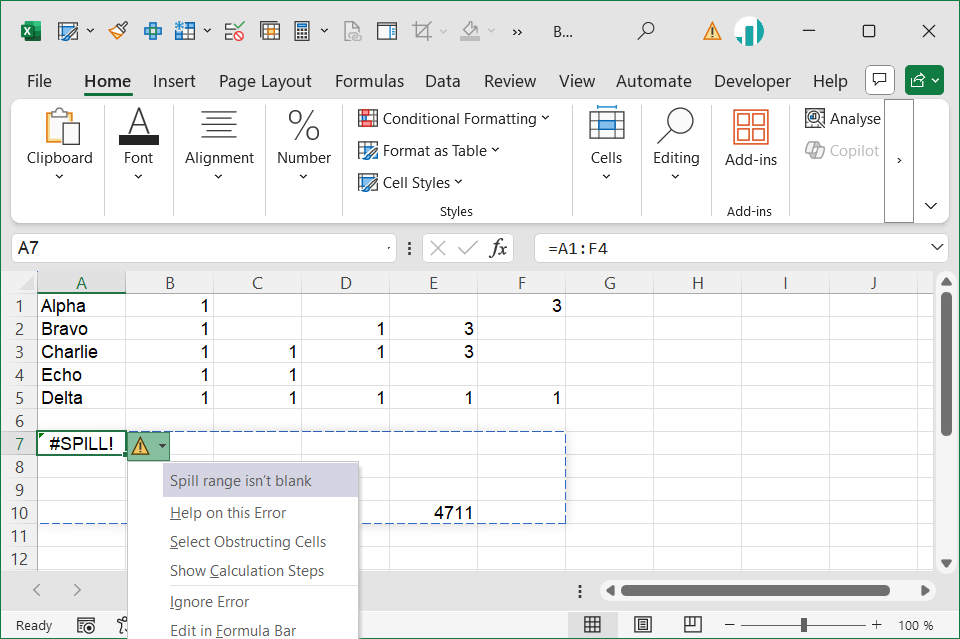 B...
File Home Insert Page Layout Formulas Data Review View Automate Developer Help
Clipboard Font Alignment Number
Conditional Formatting
Format as Table
Cell Styles
Styles
Cells Editing Add-ins
Add-ins
Analyse
Copilot
A7 fx =A1:F4
A B C D E F G H I J
1 Alpha 1 3
2 Bravo 1 1 3
3 Charlie 1 1 1 3
4 Echo 1 1
5 Delta 1 1 1 1 1
6
7 #SPILL!
8
9
10 4711
11
12
Spill range isn't blank
Help on this Error
Select Obstructing Cells
Show Calculation Steps
Ignore Error
Edit in Formula Bar
Ready 100 %